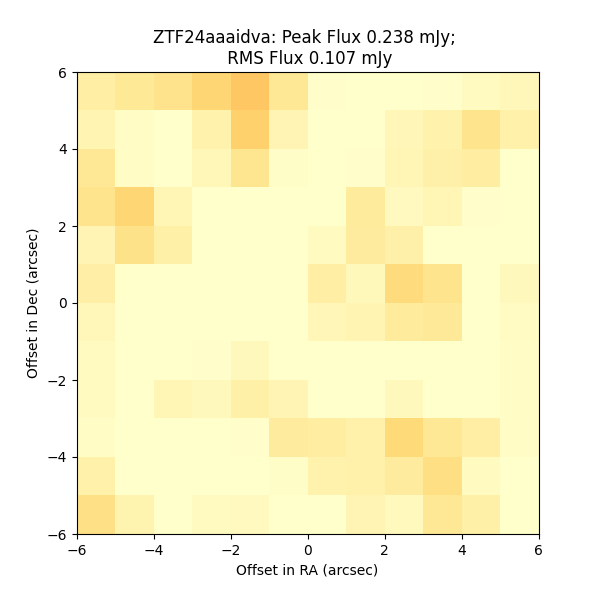 ZTF24aaaidva: Peak Flux 0.238 mJy;
RMS Flux 0.107 mJy
6
4
2
0
−2
−4
−6
Offset in Dec (arcsec)
−6 −4 −2 0 2 4 6
Offset in RA (arcsec)